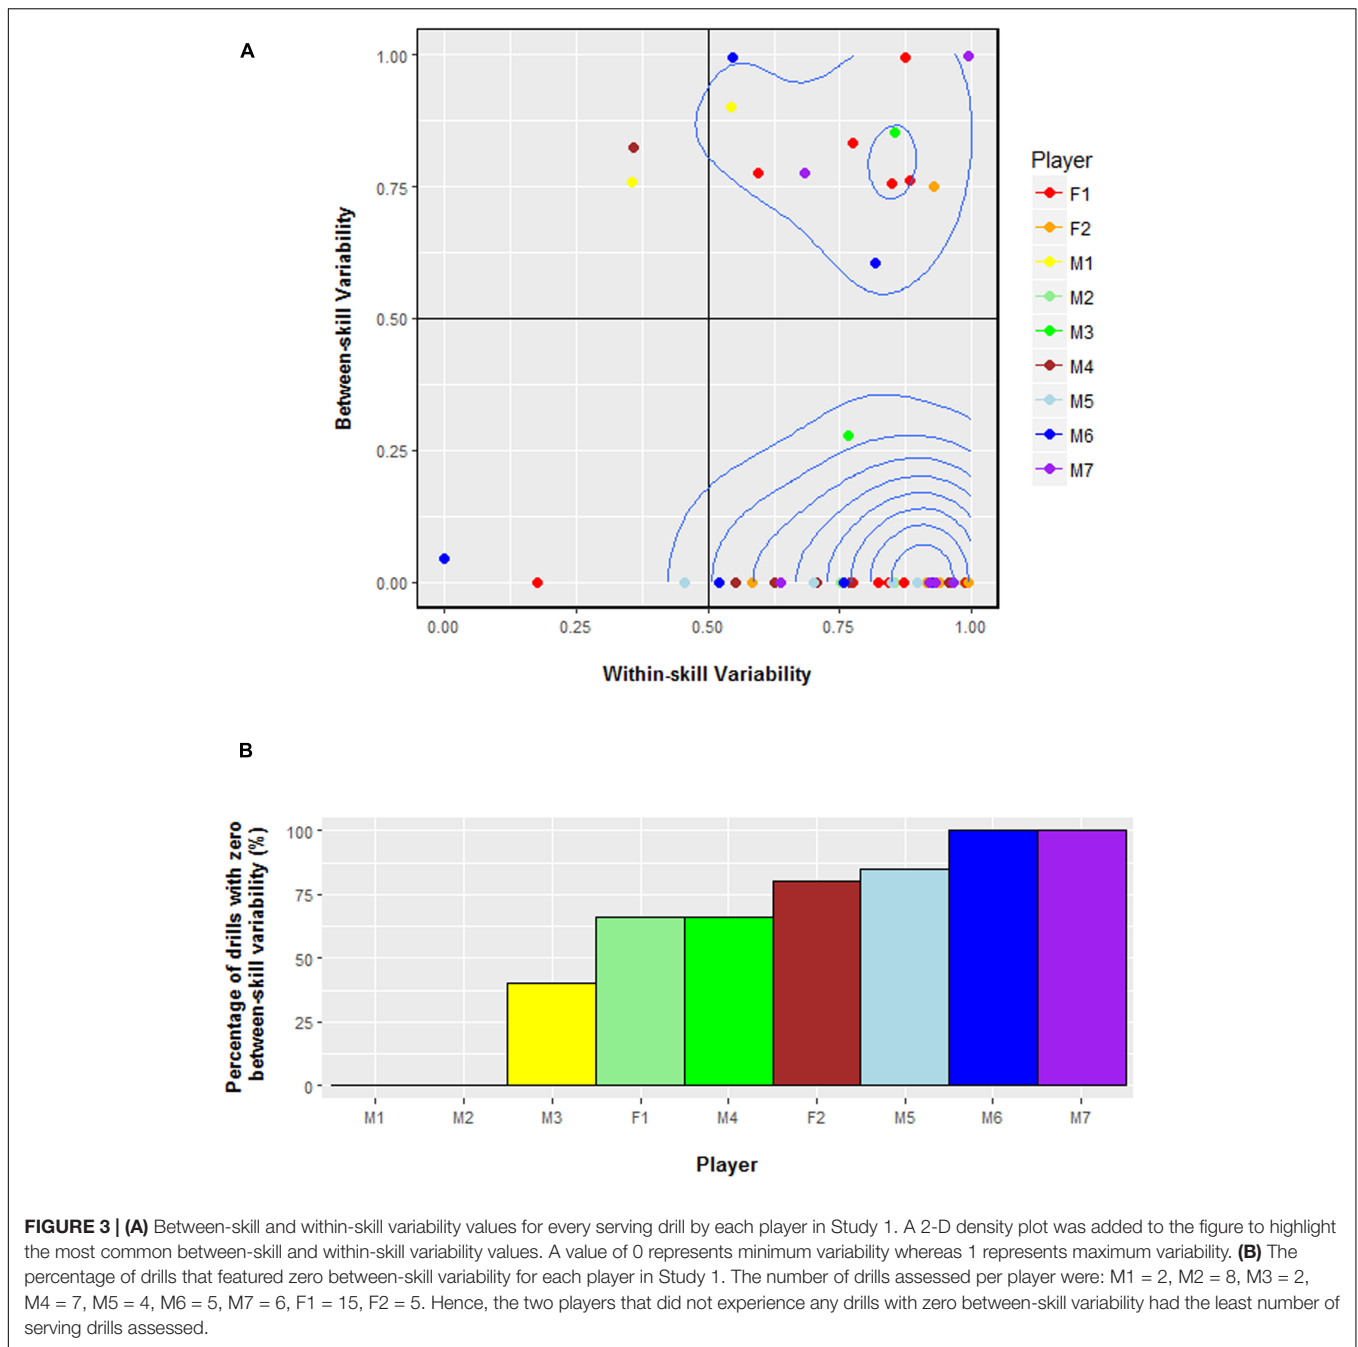 A
1.00
0.75
0.50
0.25
0.00
Between-skill Variability
0.00 0.25 0.50 0.75 1.00
Within-skill Variability
Player
F1
F2
M1
M2
M3
M4
M5
M6
M7
B
Percentage of drills with zero
between-skill variability (%)
100
75
50
25
0
M1 M2 M3 F1 M4 F2 M5 M6 M7
Player
FIGURE 3 | (A) Between-skill and within-skill variability values for every serving drill by each player in Study 1. A 2-D density plot was added to the figure to highlight
the most common between-skill and within-skill variability values. A value of 0 represents minimum variability whereas 1 represents maximum variability. (B) The
percentage of drills that featured zero between-skill variability for each player in Study 1. The number of drills assessed per player were: M1 = 2, M2 = 8, M3 = 2,
M4 = 7, M5 = 4, M6 = 5, M7 = 6, F1 = 15, F2 = 5. Hence, the two players that did not experience any drills with zero between-skill variability had the least number of
serving drills assessed.